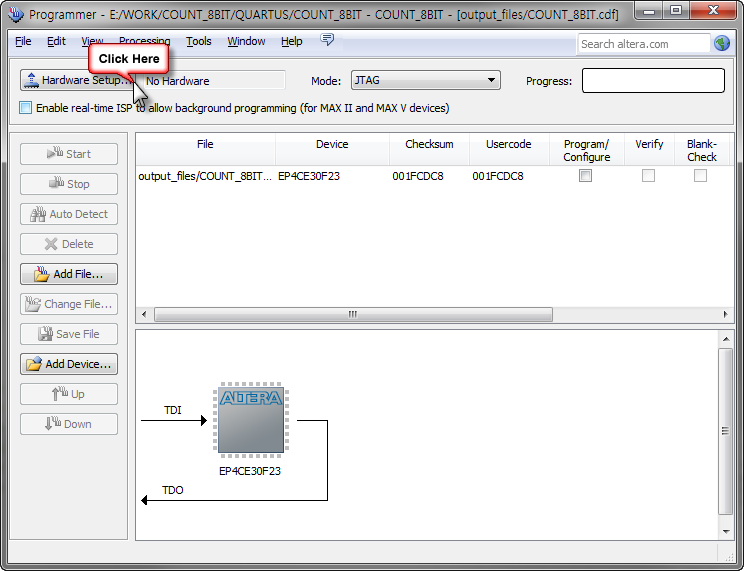 Programmer - E:/WORK/COUNT_8BIT/QUARTUS/COUNT_8BIT - COUNT_8BIT - [output_files/COUNT_8BIT.cdf]
File Edit View Processing Tools Window Help
Search altera.com
Click Here
Hardware Setup... No Hardware
Mode: JTAG
Progress:
Enable real-time ISP to allow background programming (for MAX II and MAX V devices)
Start
Stop
Auto Detect
Delete
Add File...
Change File...
Save File
Add Device...
Up
Down
File Device Checksum Usercode Program/ Verify Blank-
Configure Check
output_files/COUNT_8BIT... EP4CE30F23 001FCDC8 001FCDC8
TDI
ALTERA
EP4CE30F23
TDO